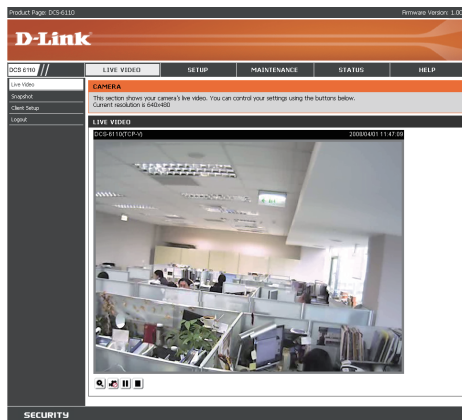 Product Page: DCS-6110 Firmware Version: 1.00
D-Link
DCS 6110 // LIVE VIDEO SETUP MAINTENANCE STATUS HELP
Live Video
Snapshot
Client Setup
Logout
CAMERA
This section shows your camera's live video. You can control your settings using the buttons below.
Current resolution is 640x480
LIVE VIDEO
DCS-6110(TCP-V) 2008/04/01 11:47:09
SECURITY